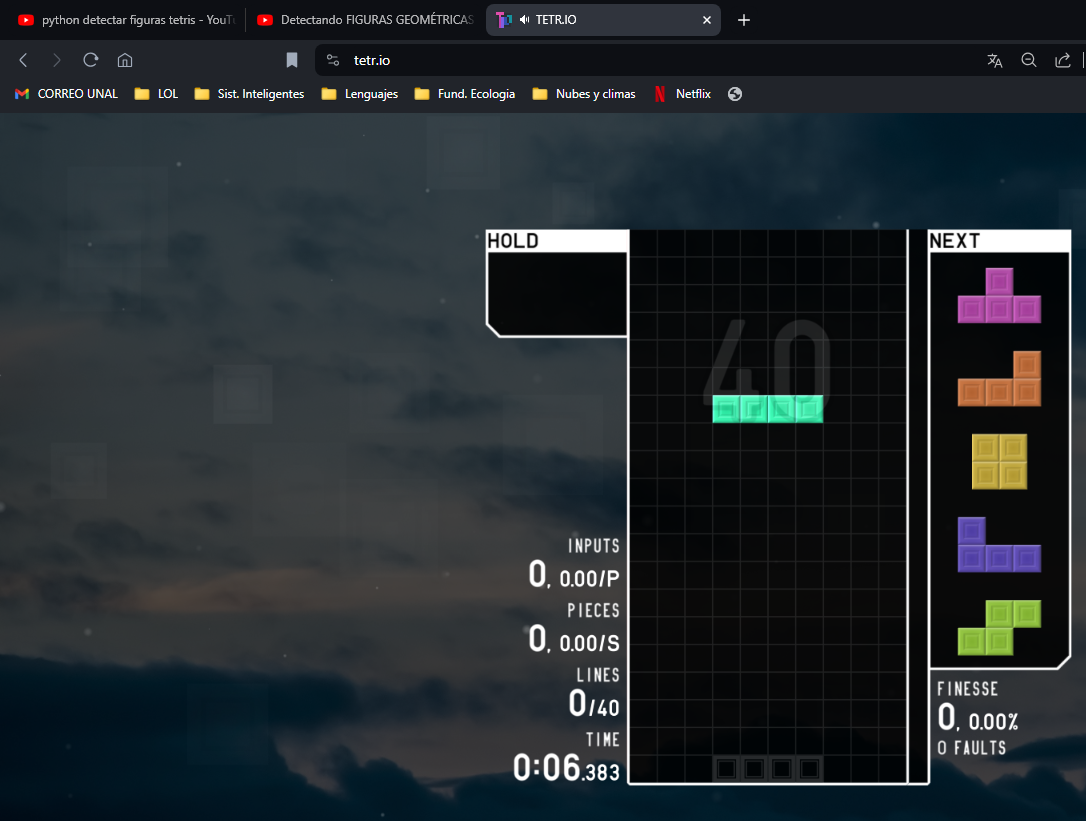 python detectar figuras tetris - YouT
Detectando FIGURAS GEOMÉTRICAS
TETR.IO
tetr.io
CORREO UNAL
LOL
Sist. Inteligentes
Lenguajes
Fund. Ecologia
Nubes y climas
Netflix
HOLD
NEXT
40
INPUTS
0, 0.00/P
PIECES
0, 0.00/S
LINES
0/40
TIME
0:06.383
FINESSE
0, 0.00%
0 FAULTS